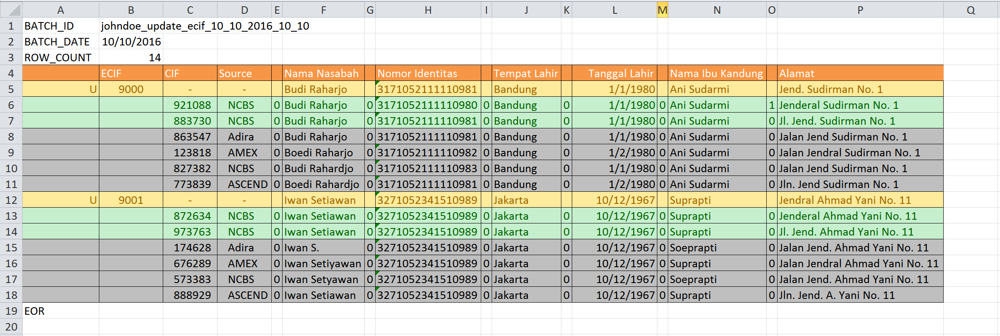 A B C D E F G H I J K L M N O P Q
1 BATCH_ID johndoe_update_ecif_10_10_2016_10_10
2 BATCH_DATE 10/10/2016
3 ROW_COUNT 14
4 ECIF CIF Source Nama Nasabah Nomor Identitas Tempat Lahir Tanggal Lahir Nama Ibu Kandung Alamat
5 U 9000 - - Budi Raharjo 3171052111110981 Bandung 1/1/1980 Ani Sudarmi Jend. Sudirman No. 1
6 921088 NCBS 0 Budi Raharjo 0 3171052111110980 0 Bandung 0 1/1/1980 0 Ani Sudarmi 1 Jenderal Sudirman No. 1
7 883730 NCBS 0 Budi Raharjo 0 3171052111110981 0 Bandung 0 1/1/1980 0 Ani Sudarmi 0 Jl. Jend. Sudirman No. 1
8 863547 Adira 0 Budi Raharjo 0 3171052111110981 0 Bandung 0 1/1/1980 0 Ani Sudarmi 0 Jalan Jend Sudirman No. 1
9 123818 AMEX 0 Boedi Raharjo 0 3171052111110982 0 Bandung 0 1/2/1980 0 Ani Sudarmi 0 Jalan Jendral Sudirman No. 1
10 827382 NCBS 0 Budi Rahardjo 0 3171052111110983 0 Bandung 0 1/1/1980 0 Ani Sudarmi 0 Jalan Jend Sudirman No. 1
11 773839 ASCEND 0 Boedi Rahardjo 0 3171052111110981 0 Bandung 0 1/2/1980 0 Ani Sudarmi 0 Jln. Jend Sudirman No. 1
12 U 9001 - - Iwan Setiawan 3271052341510989 Jakarta 10/12/1967 Suprapti Jendral Ahmad Yani No. 11
13 872634 NCBS 0 Iwan Setiawan 0 3271052341510989 0 Jakarta 0 10/12/1967 0 Suprapti 0 Jenderal Ahmad Yani No. 11
14 973763 NCBS 0 Iwan Setiawan 0 3271052341510989 0 Jakarta 0 10/12/1967 0 Suprapti 0 Jl. Jend. Ahmad Yani No. 11
15 174628 Adira 0 Iwan S. 0 3271052341510989 0 Jakarta 0 10/12/1967 0 Soeprapti 0 Jalan Jend. Ahmad Yani No. 11
16 676289 AMEX 0 Iwan Setiyawan 0 3271052341510989 0 Jakarta 0 10/12/1967 0 Suprapti 0 Jalan Jendral Ahmad Yani No. 11
17 573383 NCBS 0 Iwan Setyawan 0 3271052341510989 0 Jakarta 0 10/12/1967 0 Soeprapti 0 Jalan Jend. Ahmad Yani No. 11
18 888929 ASCEND 0 Iwan Setiawan 0 3271052341510989 0 Jakarta 0 10/12/1967 0 Suprapti 0 Jln. Jend. A. Yani No. 11
19 EOR
20